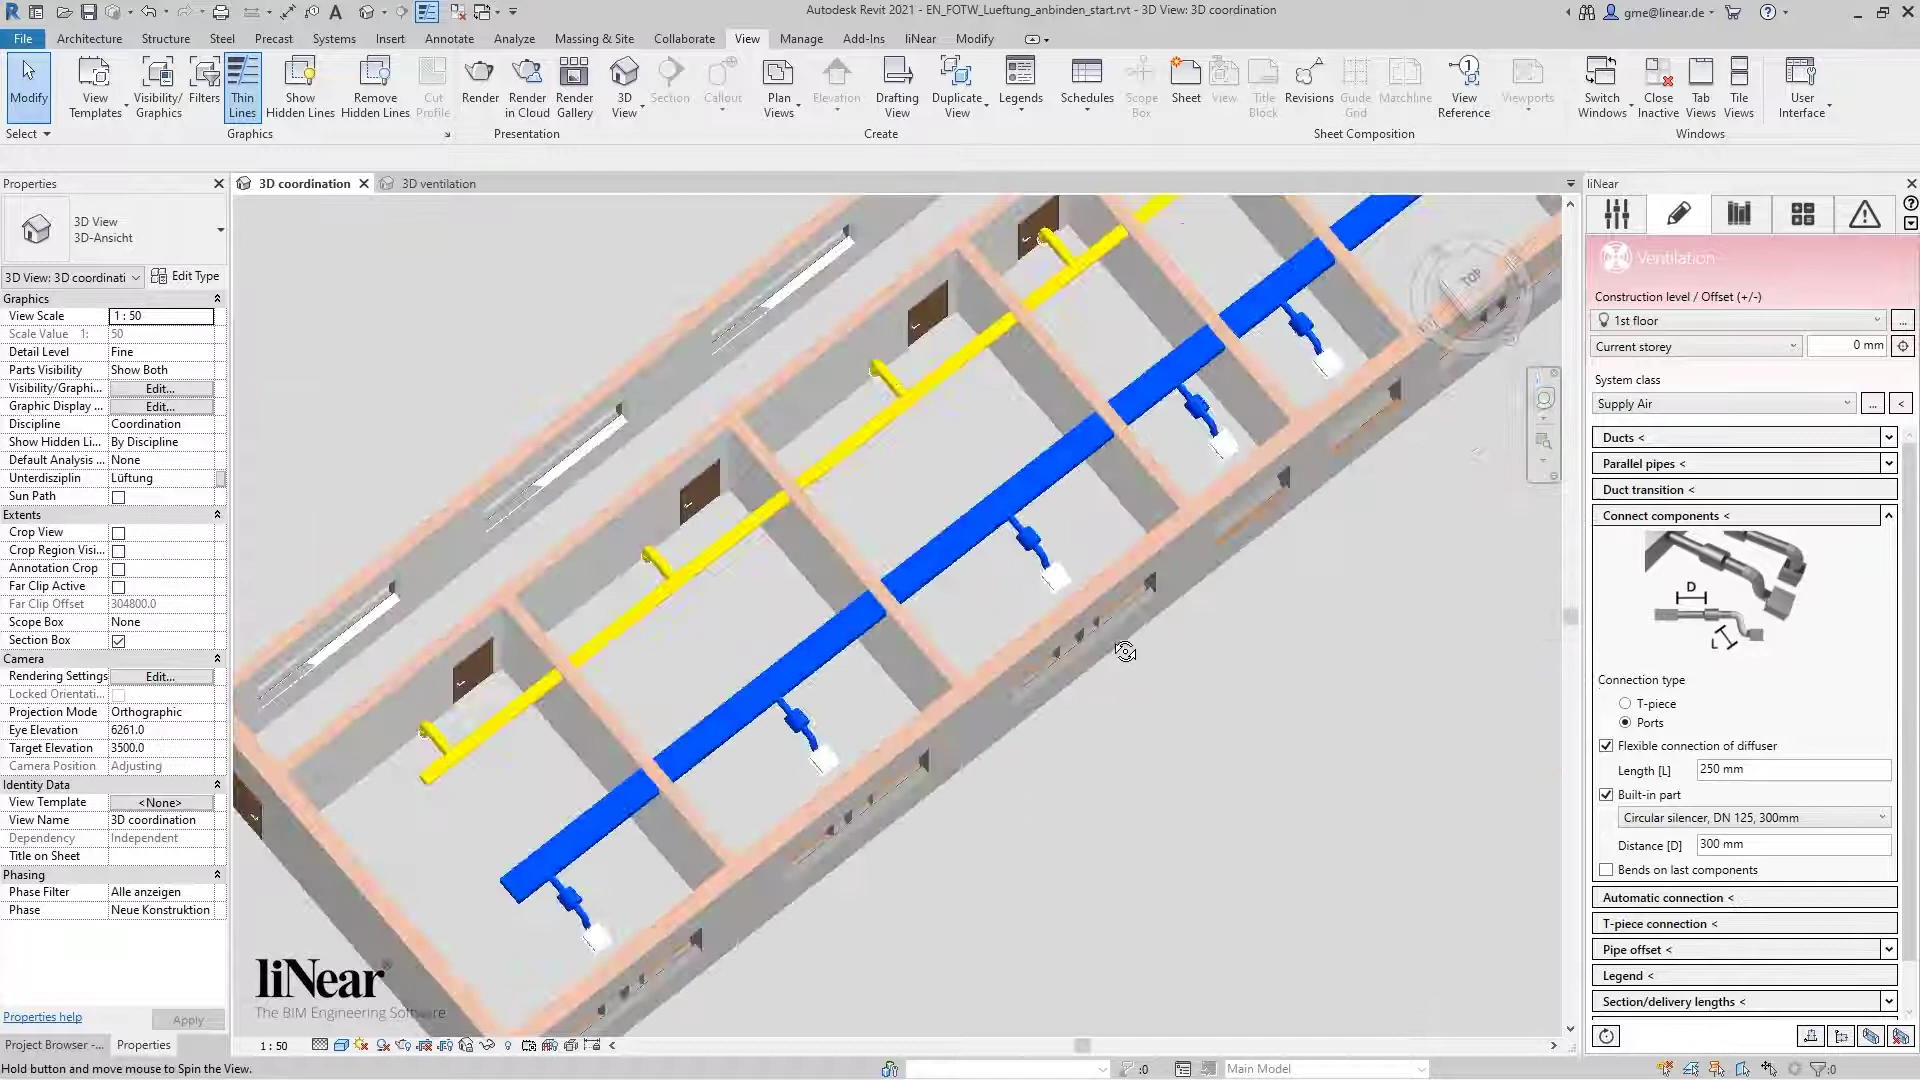 Autodesk Revit 2021 - EN_FOTW_Lueftung_anbinden_start.rvt - 3D View: 3D coordination
gme@linear.de
File Architecture Structure Steel Precast Systems Insert Annotate Analyze Massing & Site Collaborate View Manage Add-Ins liNear Modify
Modify
View Templates
Visibility/ Graphics
Filters
Thin Lines
Show Hidden Lines
Remove Hidden Lines
Cut Profile
Render
Render in Cloud
Render Gallery
3D View
Section
Callout
Plan Views
Elevation
Drafting View
Duplicate View
Legends
Schedules
Scope Box
Sheet
View
Title Block
Revisions
Guide Grid
Matchline
View Reference
Viewports
Switch Windows
Close Inactive
Tab Views
Tile Views
User Interface
Select Graphics Presentation Create Sheet Composition Windows
Properties
3D View
3D-Ansicht
3D View: 3D coordinati Edit Type
Graphics
View Scale 1 : 50
Scale Value 1: 50
Detail Level Fine
Parts Visibility Show Both
Visibility/Graphi... Edit...
Graphic Display ... Edit...
Discipline Coordination
Show Hidden Li... By Discipline
Default Analysis ... None
Unterdisziplin Lüftung
Sun Path
Extents
Crop View
Crop Region Visi...
Annotation Crop
Far Clip Active
Far Clip Offset 304800.0
Scope Box None
Section Box
Camera
Rendering Settings Edit...
Locked Orientati...
Projection Mode Orthographic
Eye Elevation 6261.0
Target Elevation 3500.0
Camera Position Adjusting
Identity Data
View Template <None>
View Name 3D coordination
Dependency Independent
Title on Sheet
Phasing
Phase Filter Alle anzeigen
Phase Neue Konstruktion
Properties help Apply
Project Browser -... Properties
Hold button and move mouse to Spin the View.
3D coordination 3D ventilation
TOP
liNear
The BIM Engineering Software
1 : 50
:0
Main Model
:0
liNear
Ventilation
Construction level / Offset (+/-)
1st floor ...
Current storey 0 mm
System class
Supply Air ... <
Ducts <
Parallel pipes <
Duct transition <
Connect components <
D
L
Connection type
T-piece
Ports
Flexible connection of diffuser
Length [L] 250 mm
Built-in part
Circular silencer, DN 125, 300mm
Distance [D] 300 mm
Bends on last components
Automatic connection <
T-piece connection <
Pipe offset <
Legend <
Section/delivery lengths <